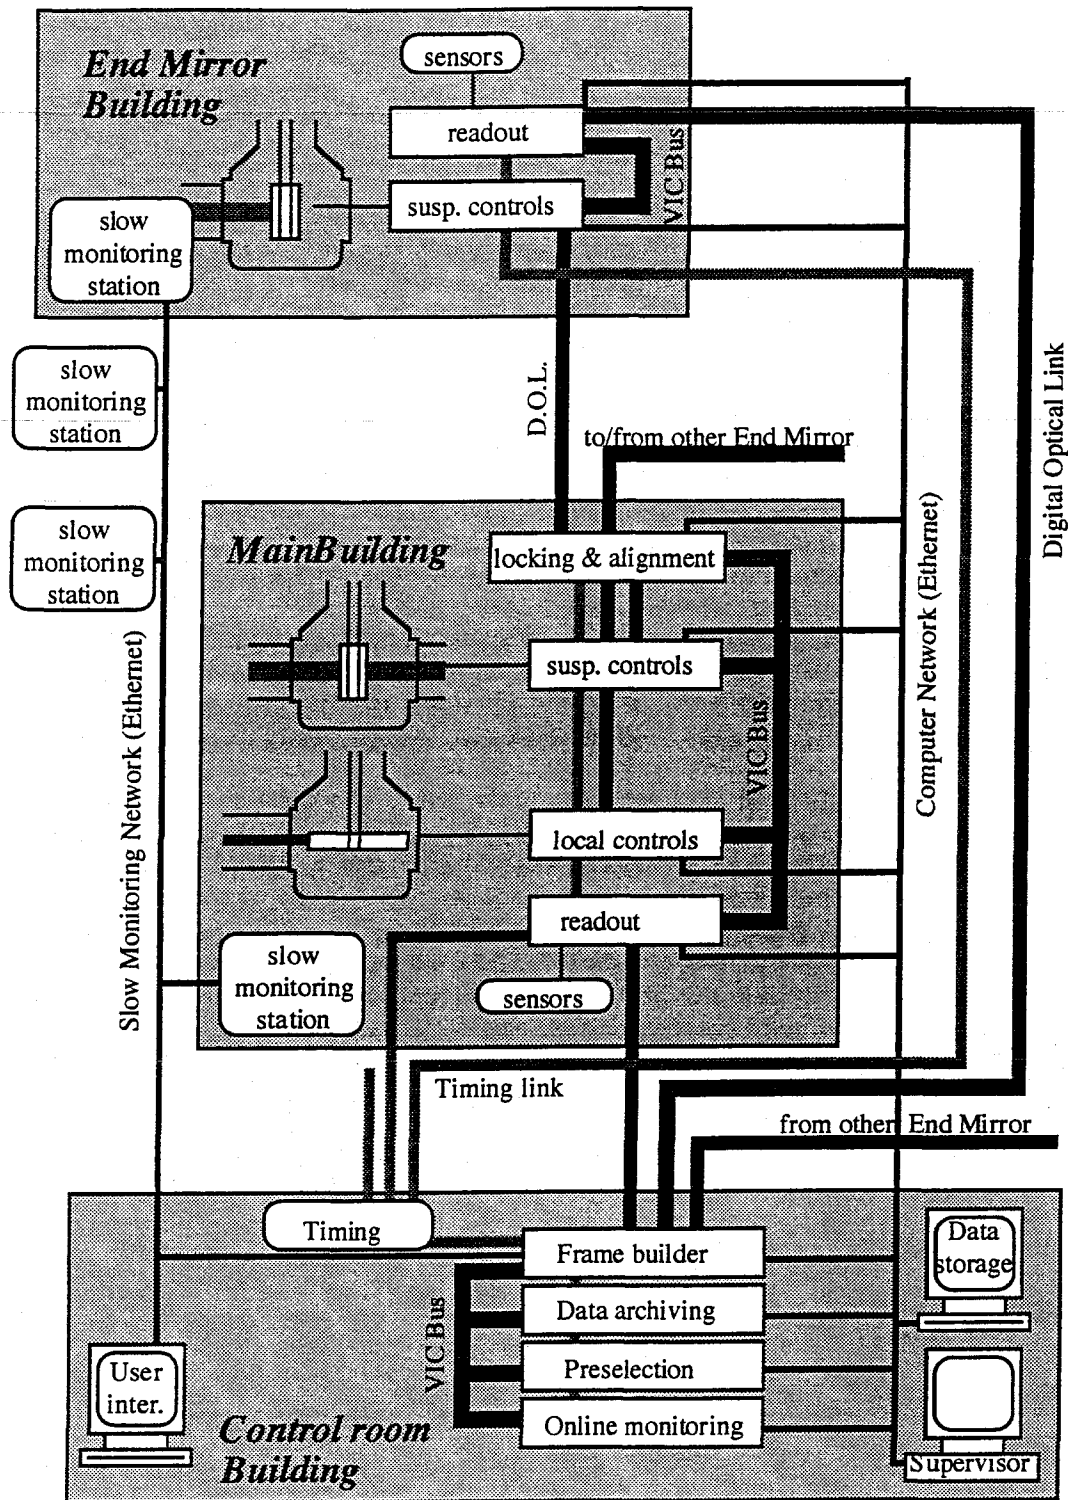 End Mirror
Building
sensors
readout
susp. controls
VIC Bus
slow
monitoring
station
slow
monitoring
station
D.O.L.
to/from other End Mirror
Digital Optical Link
slow
monitoring
station
MainBuilding
locking & alignment
Computer Network (Ethernet)
susp. controls
VIC Bus
Slow Monitoring Network (Ethernet)
local controls
readout
slow
monitoring
station
sensors
Timing link
from other End Mirror
Timing
Frame builder
Data
storage
Data archiving
VIC Bus
Preselection
User
inter.
Online monitoring
Control room
Building
Supervisor